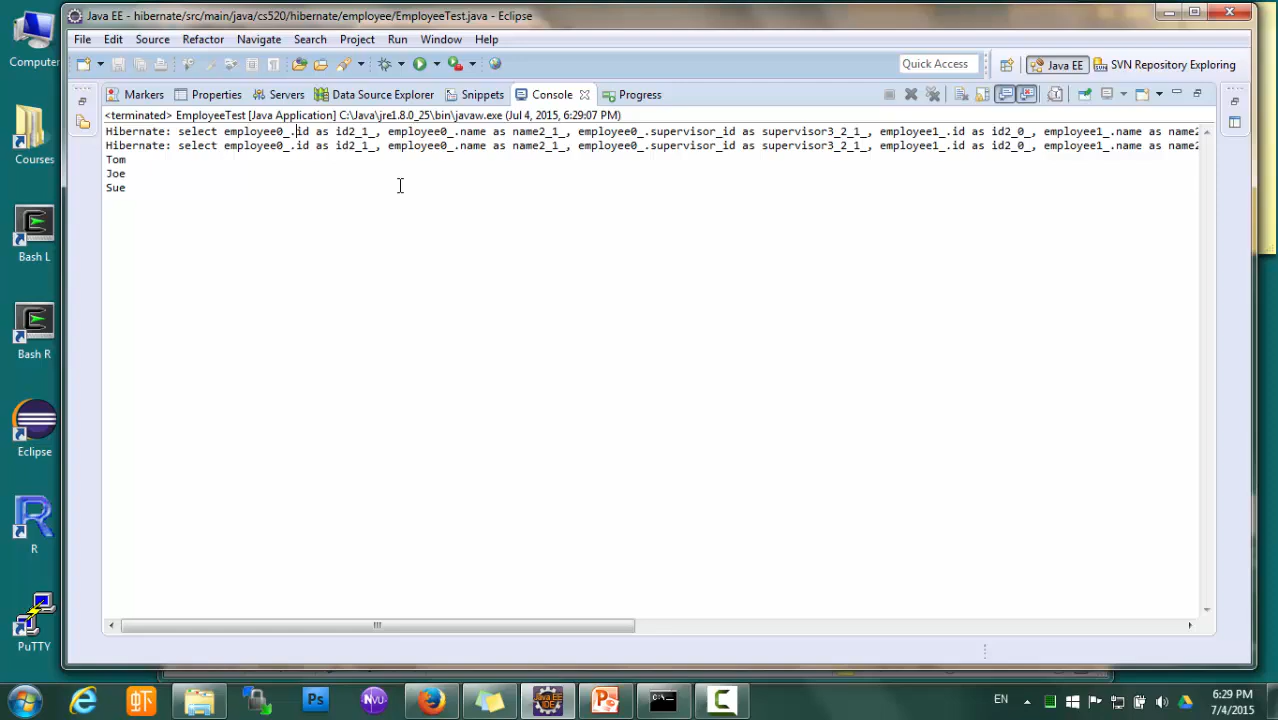 Java EE - hibernate/src/main/java/cs520/hibernate/employee/EmployeeTest.java - Eclipse
File Edit Source Refactor Navigate Search Project Run Window Help
Quick Access Java EE SVN Repository Exploring
Markers Properties Servers Data Source Explorer Snippets Console Progress
<terminated> EmployeeTest [Java Application] C:\Java\jre1.8.0_25\bin\javaw.exe (Jul 4, 2015, 6:29:07 PM)
Hibernate: select employee0_.id as id2_1_, employee0_.name as name2_1_, employee0_.supervisor_id as supervisor3_2_1_, employee1_.id as id2_0_, employee1_.name as name2
Hibernate: select employee0_.id as id2_1_, employee0_.name as name2_1_, employee0_.supervisor_id as supervisor3_2_1_, employee1_.id as id2_0_, employee1_.name as name2
Tom
Joe
Sue
Computer
Courses
Bash L
Bash R
Eclipse
R
PuTTY
虾
Ps
Nvu
Java EE
IDE
C:\
EN
6:29 PM
7/4/2015